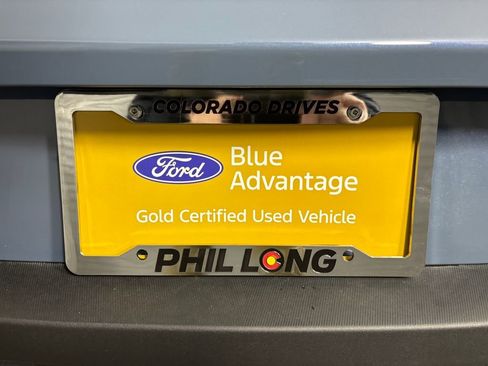 COLORADO DRIVES
Ford
Blue
Advantage
Gold Certified Used Vehicle
PHIL LONG